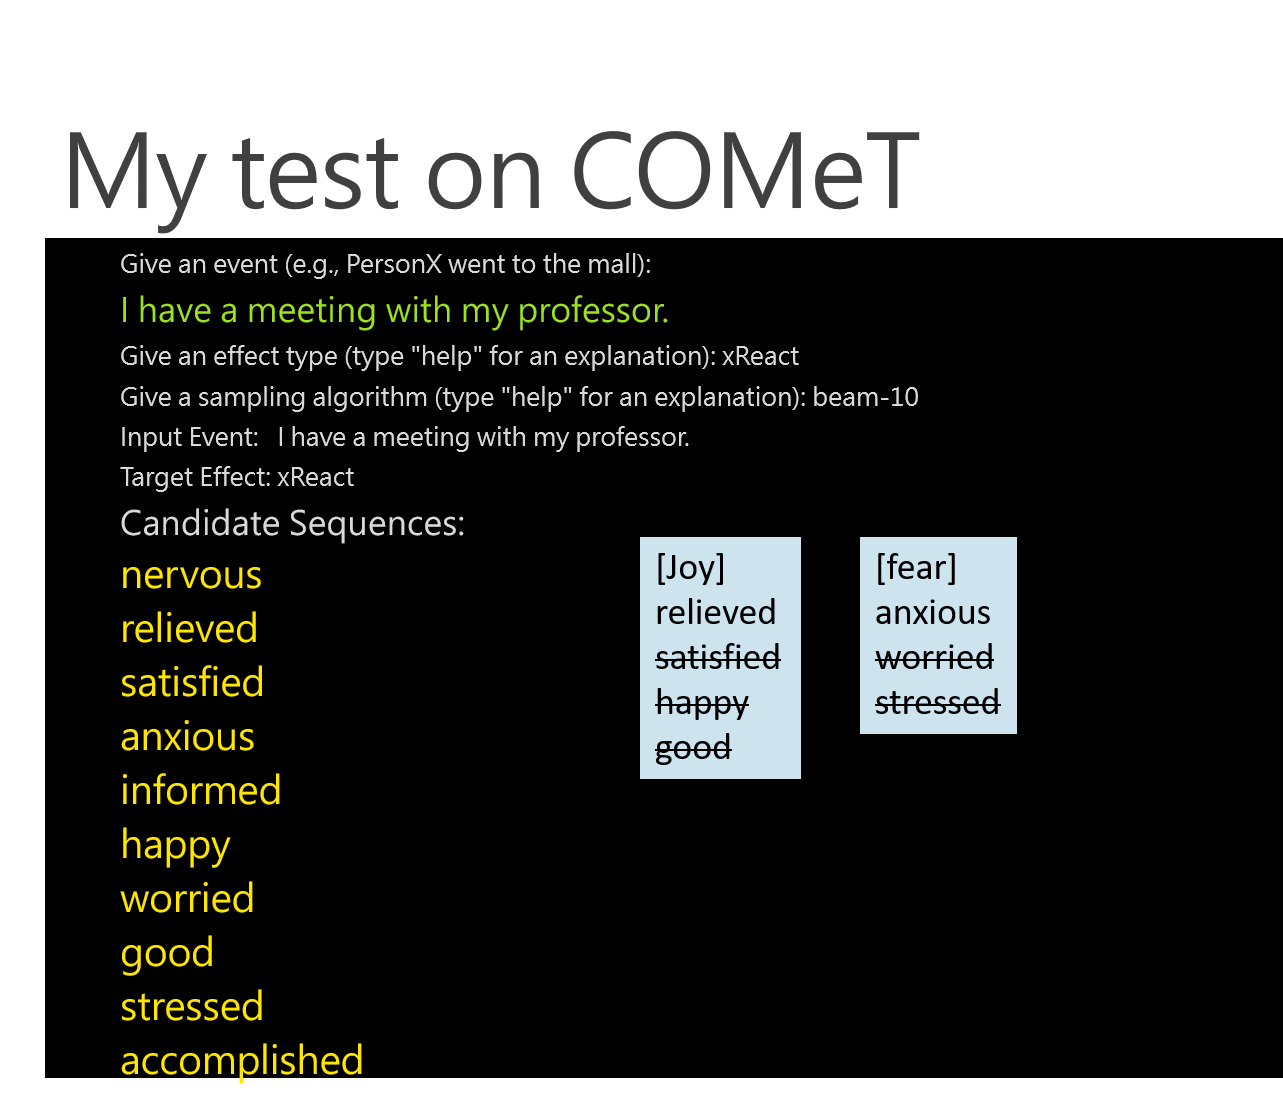 My test on COMeT
Give an event (e.g., PersonX went to the mall):
I have a meeting with my professor.
Give an effect type (type "help" for an explanation): xReact
Give a sampling algorithm (type "help" for an explanation): beam-10
Input Event:   I have a meeting with my professor.
Target Effect: xReact
Candidate Sequences:
nervous
relieved
satisfied
anxious
informed
happy
worried
good
stressed
accomplished
[Joy]
relieved
satisfied
happy
good
[fear]
anxious
worried
stressed